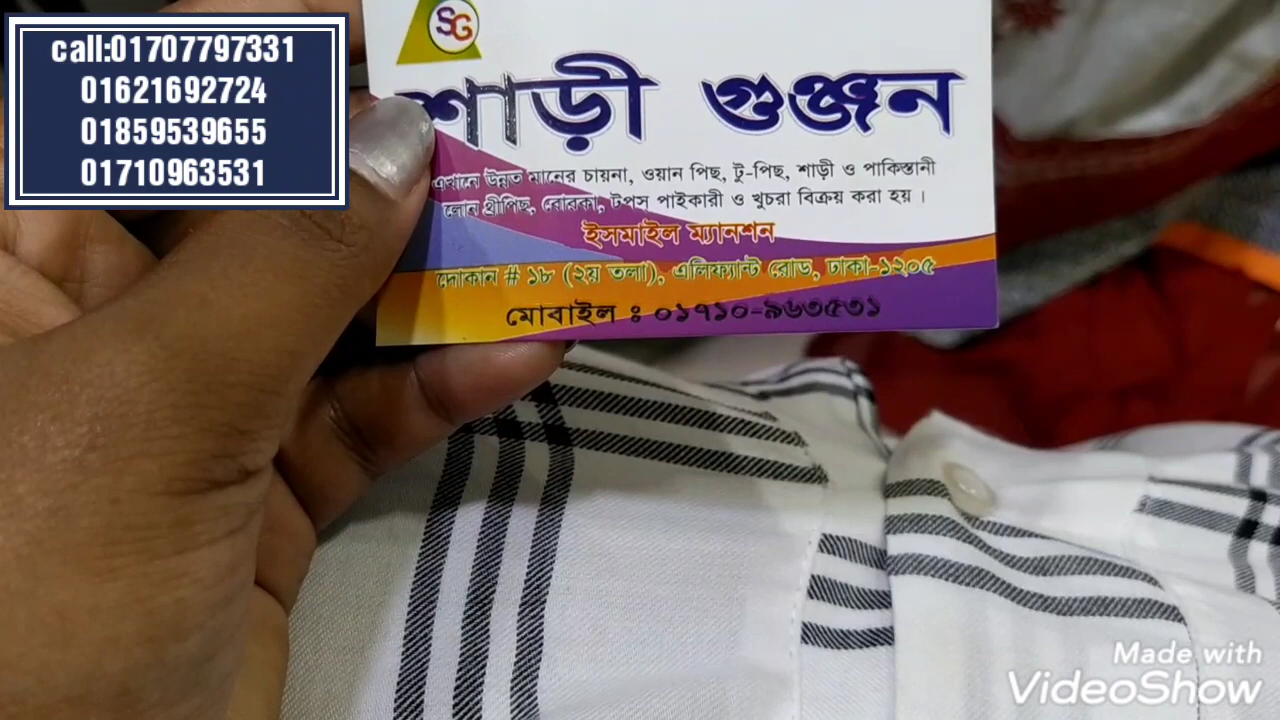 call:01707797331
01621692724
01859539655
01710963531
SG
শাড়ী গুঞ্জন
এখানে উন্নত মানের চায়না, ওয়ান পিছ, টু-পিছ, শাড়ী ও পাকিস্তানী
লোন থ্রীপিছ, বোরকা, টপস পাইকারী ও খুচরা বিক্রয় করা হয় ।
ইসমাইল ম্যানশন
দোকান # ১৮ (২য় তলা), এলিফ্যান্ট রোড, ঢাকা-১২০৫
মোবাইল ঃ ০১৭১০-৯৬৩৫৩১
Made with
VideoShow